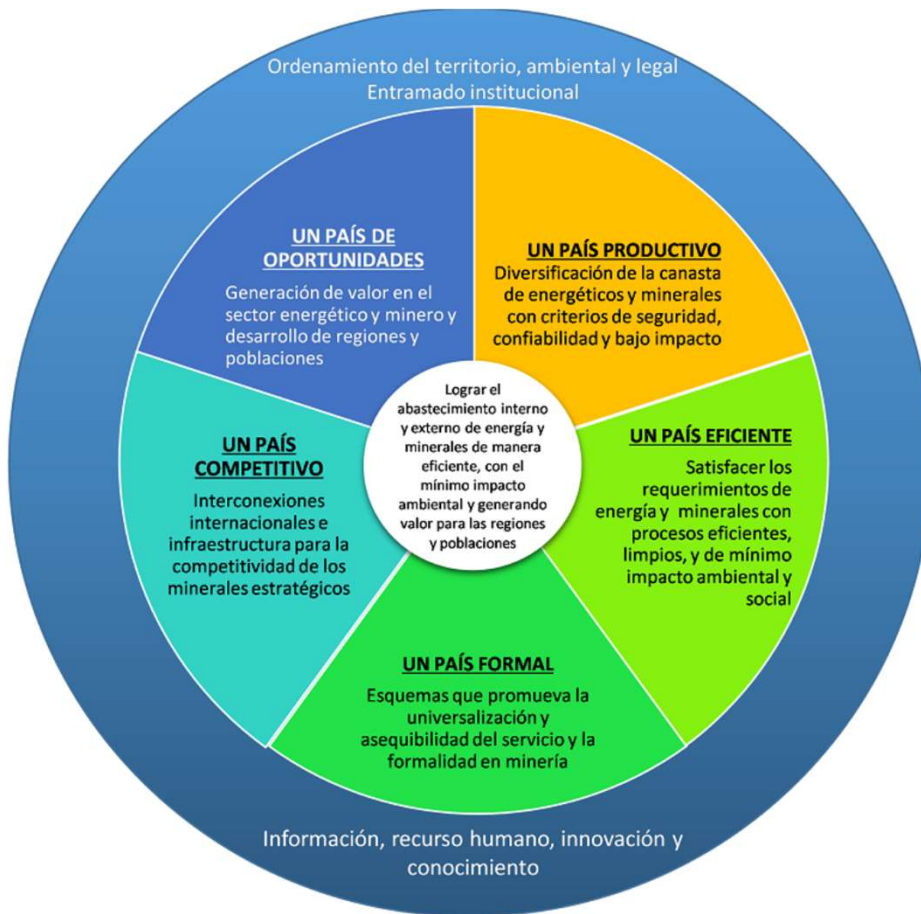 Ordenamiento del territorio, ambiental y legal
Entramado institucional
UN PAÍS DE
OPORTUNIDADES
Generación de valor en el
sector energético y minero y
desarrollo de regiones y
poblaciones
UN PAÍS PRODUCTIVO
Diversificación de la canasta
de energéticos y minerales
con criterios de seguridad,
confiabilidad y bajo impacto
UN PAÍS EFICIENTE
Satisfacer los
requerimientos de
energía y minerales con
procesos eficientes,
limpios, y de mínimo
impacto ambiental y
social
UN PAÍS FORMAL
Esquemas que promueva la
universalización y
asequibilidad del servicio y la
formalidad en minería
UN PAÍS
COMPETITIVO
Interconexiones
internacionales e
infraestructura para la
competitividad de los
minerales estratégicos
Lograr el
abastecimiento interno
y externo de energía y
minerales de manera
eficiente, con el
mínimo impacto
ambiental y generando
valor para las regiones
y poblaciones
Información, recurso humano, innovación y
conocimiento